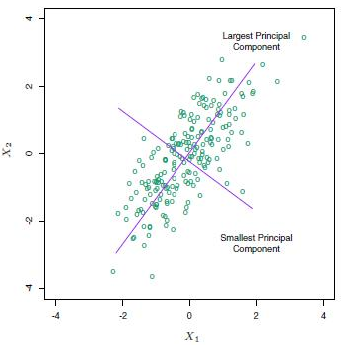 Largest Principal
Component
Smallest Principal
Component
4
2
0
-2
-4
X2
-4
-2
0
2
4
X1